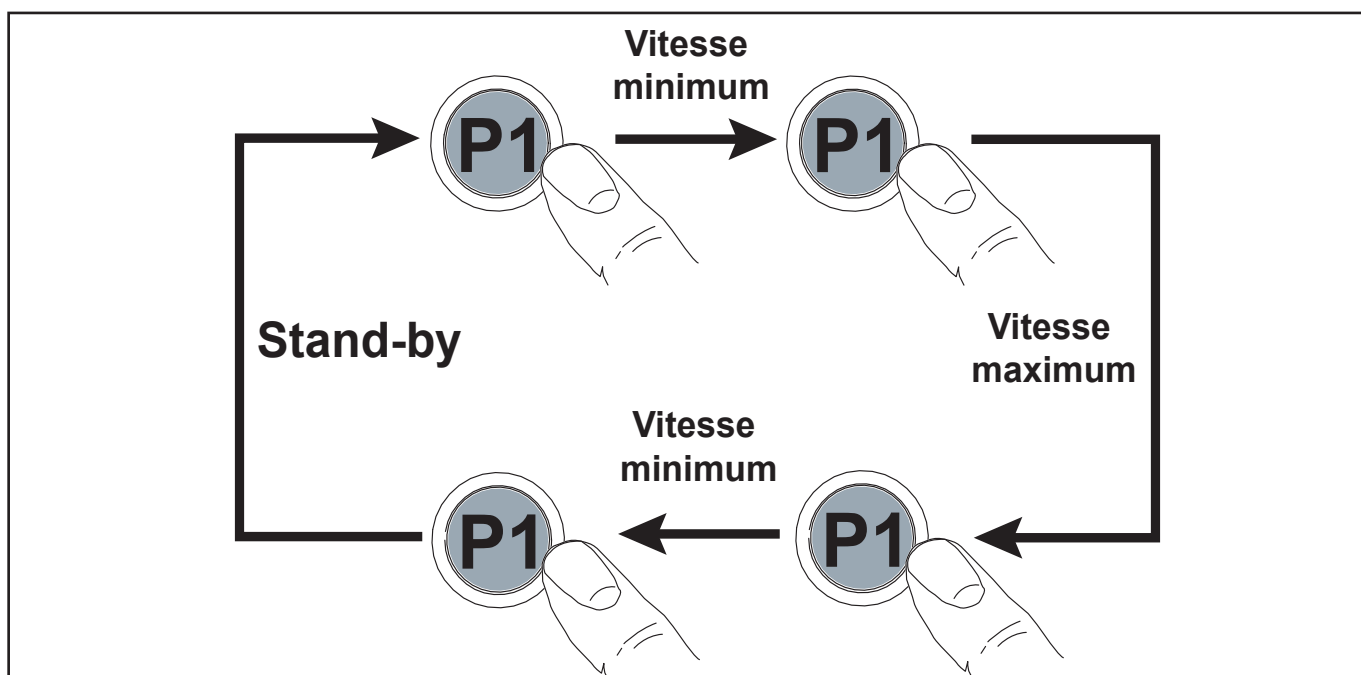 Vitesse
minimum
P1
P1
Stand-by
Vitesse
maximum
Vitesse
minimum
P1
P1